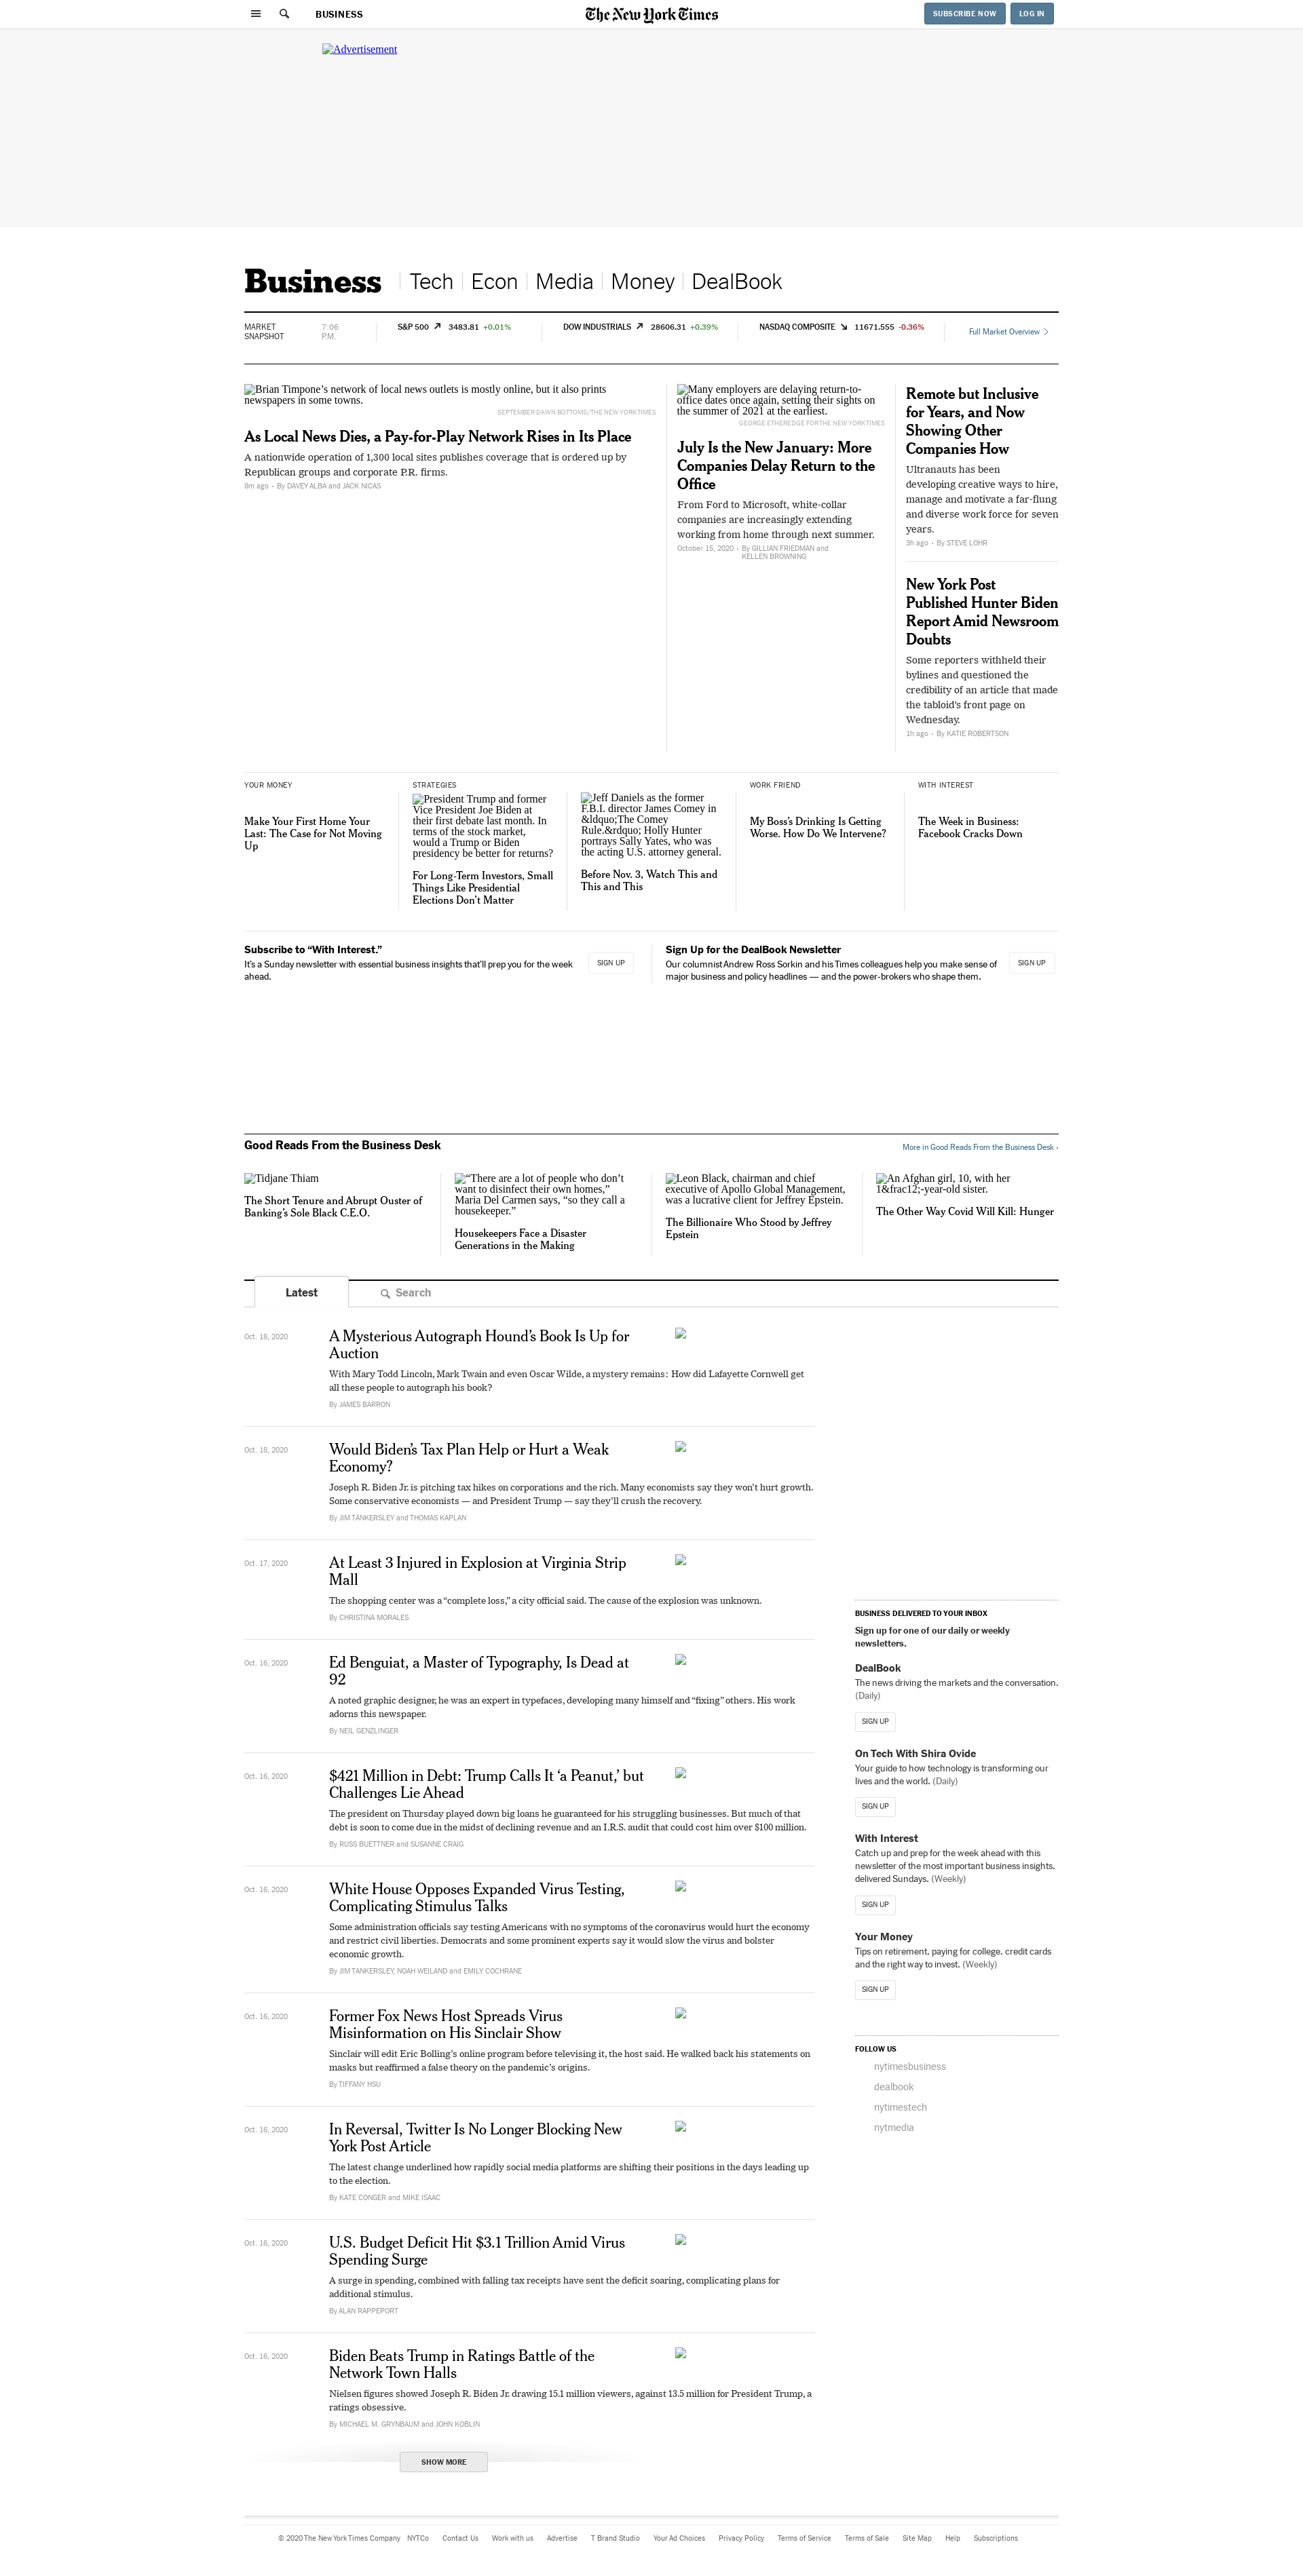 BUSINESS
The New York Times
SUBSCRIBE NOW
LOG IN
Advertisement
Business
Tech
Econ
Media
Money
DealBook
MARKET
SNAPSHOT
7:06
P.M.
S&P 500 3483.81 +0.01%
DOW INDUSTRIALS 28606.31 +0.39%
NASDAQ COMPOSITE 11671.555 -0.36%
Full Market Overview
Brian Timpone’s network of local news outlets is mostly online, but it also prints
newspapers in some towns.
SEPTEMBER DAWN BOTTOMS/THE NEW YORK TIMES
As Local News Dies, a Pay-for-Play Network Rises in Its Place
A nationwide operation of 1,300 local sites publishes coverage that is ordered up by
Republican groups and corporate P.R. firms.
8m ago • By DAVEY ALBA and JACK NICAS
Many employers are delaying return-to-
office dates once again, setting their sights on
the summer of 2021 at the earliest.
GEORGE ETHEREDGE FOR THE NEW YORK TIMES
July Is the New January: More
Companies Delay Return to the
Office
From Ford to Microsoft, white-collar
companies are increasingly extending
working from home through next summer.
October 15, 2020 • By GILLIAN FRIEDMAN and
KELLEN BROWNING
Remote but Inclusive
for Years, and Now
Showing Other
Companies How
Ultranauts has been
developing creative ways to hire,
manage and motivate a far-flung
and diverse work force for seven
years.
3h ago • By STEVE LOHR
New York Post
Published Hunter Biden
Report Amid Newsroom
Doubts
Some reporters withheld their
bylines and questioned the
credibility of an article that made
the tabloid’s front page on
Wednesday.
1h ago • By KATIE ROBERTSON
YOUR MONEY
Make Your First Home Your
Last: The Case for Not Moving
Up
STRATEGIES
President Trump and former
Vice President Joe Biden at
their first debate last month. In
terms of the stock market,
would a Trump or Biden
presidency be better for returns?
For Long-Term Investors, Small
Things Like Presidential
Elections Don’t Matter
Jeff Daniels as the former
F.B.I. director James Comey in
&ldquo;The Comey
Rule.&rdquo; Holly Hunter
portrays Sally Yates, who was
the acting U.S. attorney general.
Before Nov. 3, Watch This and
This and This
WORK FRIEND
My Boss’s Drinking Is Getting
Worse. How Do We Intervene?
WITH INTEREST
The Week in Business:
Facebook Cracks Down
Subscribe to “With Interest.”
It’s a Sunday newsletter with essential business insights that’ll prep you for the week
ahead.
SIGN UP
Sign Up for the DealBook Newsletter
Our columnist Andrew Ross Sorkin and his Times colleagues help you make sense of
major business and policy headlines — and the power-brokers who shape them.
SIGN UP
Good Reads From the Business Desk
More in Good Reads From the Business Desk ›
Tidjane Thiam
The Short Tenure and Abrupt Ouster of
Banking’s Sole Black C.E.O.
“There are a lot of people who don’t
want to disinfect their own homes,”
Maria Del Carmen says, “so they call a
housekeeper.”
Housekeepers Face a Disaster
Generations in the Making
Leon Black, chairman and chief
executive of Apollo Global Management,
was a lucrative client for Jeffrey Epstein.
The Billionaire Who Stood by Jeffrey
Epstein
An Afghan girl, 10, with her
1&frac12;-year-old sister.
The Other Way Covid Will Kill: Hunger
Latest
Search
Oct. 18, 2020
A Mysterious Autograph Hound’s Book Is Up for
Auction
With Mary Todd Lincoln, Mark Twain and even Oscar Wilde, a mystery remains: How did Lafayette Cornwell get
all these people to autograph his book?
By JAMES BARRON
Oct. 18, 2020
Would Biden’s Tax Plan Help or Hurt a Weak
Economy?
Joseph R. Biden Jr. is pitching tax hikes on corporations and the rich. Many economists say they won’t hurt growth.
Some conservative economists — and President Trump — say they’ll crush the recovery.
By JIM TANKERSLEY and THOMAS KAPLAN
Oct. 17, 2020
At Least 3 Injured in Explosion at Virginia Strip
Mall
The shopping center was a “complete loss,” a city official said. The cause of the explosion was unknown.
By CHRISTINA MORALES
Oct. 16, 2020
Ed Benguiat, a Master of Typography, Is Dead at
92
A noted graphic designer, he was an expert in typefaces, developing many himself and “fixing” others. His work
adorns this newspaper.
By NEIL GENZLINGER
Oct. 16, 2020
$421 Million in Debt: Trump Calls It ‘a Peanut,’ but
Challenges Lie Ahead
The president on Thursday played down big loans he guaranteed for his struggling businesses. But much of that
debt is soon to come due in the midst of declining revenue and an I.R.S. audit that could cost him over $100 million.
By RUSS BUETTNER and SUSANNE CRAIG
Oct. 16, 2020
White House Opposes Expanded Virus Testing,
Complicating Stimulus Talks
Some administration officials say testing Americans with no symptoms of the coronavirus would hurt the economy
and restrict civil liberties. Democrats and some prominent experts say it would slow the virus and bolster
economic growth.
By JIM TANKERSLEY, NOAH WEILAND and EMILY COCHRANE
Oct. 16, 2020
Former Fox News Host Spreads Virus
Misinformation on His Sinclair Show
Sinclair will edit Eric Bolling’s online program before televising it, the host said. He walked back his statements on
masks but reaffirmed a false theory on the pandemic’s origins.
By TIFFANY HSU
Oct. 16, 2020
In Reversal, Twitter Is No Longer Blocking New
York Post Article
The latest change underlined how rapidly social media platforms are shifting their positions in the days leading up
to the election.
By KATE CONGER and MIKE ISAAC
Oct. 16, 2020
U.S. Budget Deficit Hit $3.1 Trillion Amid Virus
Spending Surge
A surge in spending, combined with falling tax receipts have sent the deficit soaring, complicating plans for
additional stimulus.
By ALAN RAPPEPORT
Oct. 16, 2020
Biden Beats Trump in Ratings Battle of the
Network Town Halls
Nielsen figures showed Joseph R. Biden Jr. drawing 15.1 million viewers, against 13.5 million for President Trump, a
ratings obsessive.
By MICHAEL M. GRYNBAUM and JOHN KOBLIN
SHOW MORE
BUSINESS DELIVERED TO YOUR INBOX
Sign up for one of our daily or weekly
newsletters.
DealBook
The news driving the markets and the conversation.
(Daily)
SIGN UP
On Tech With Shira Ovide
Your guide to how technology is transforming our
lives and the world. (Daily)
SIGN UP
With Interest
Catch up and prep for the week ahead with this
newsletter of the most important business insights,
delivered Sundays. (Weekly)
SIGN UP
Your Money
Tips on retirement, paying for college, credit cards
and the right way to invest. (Weekly)
SIGN UP
FOLLOW US
nytimesbusiness
dealbook
nytimestech
nytmedia
© 2020 The New York Times Company NYTCo Contact Us Work with us Advertise T Brand Studio Your Ad Choices Privacy Policy Terms of Service Terms of Sale Site Map Help Subscriptions